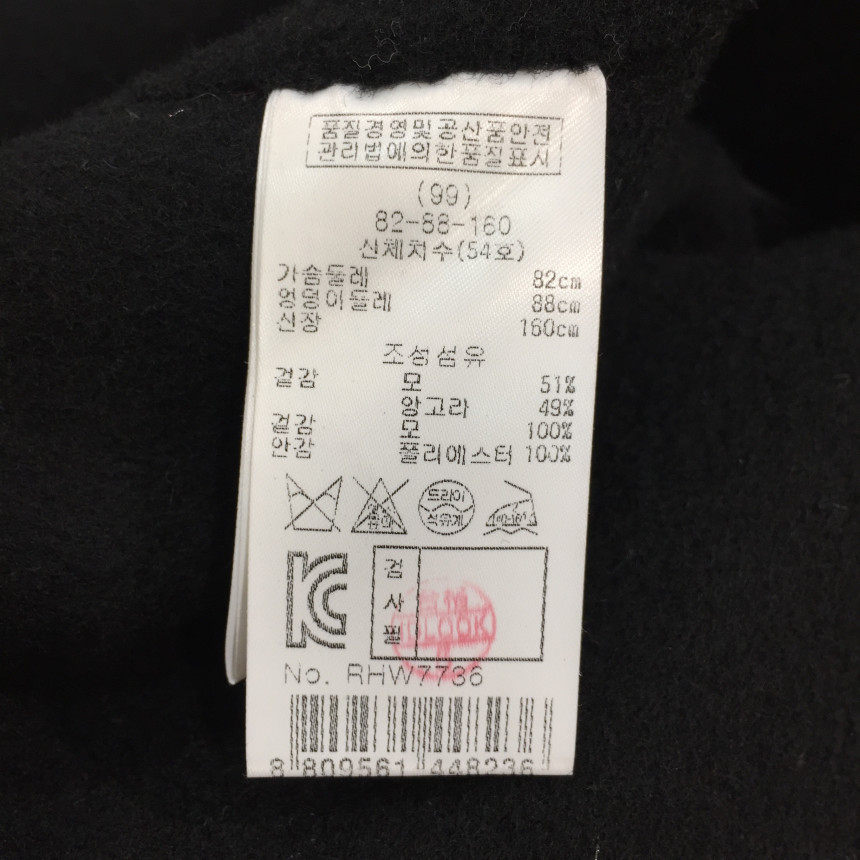 품질경영및공산품안전
관리법에의한품질표시
(99)
82-88-160
신체치수(54호)
가슴둘레 82cm
엉덩이둘레 88cm
신장 160cm
조성섬유
겉감 모 51%
앙고라 49%
겉감 모 100%
안감 폴리에스터 100%
드라이
석유계
KC
검
사
필
DLOOK
No. RHW7736
8 809561 448236